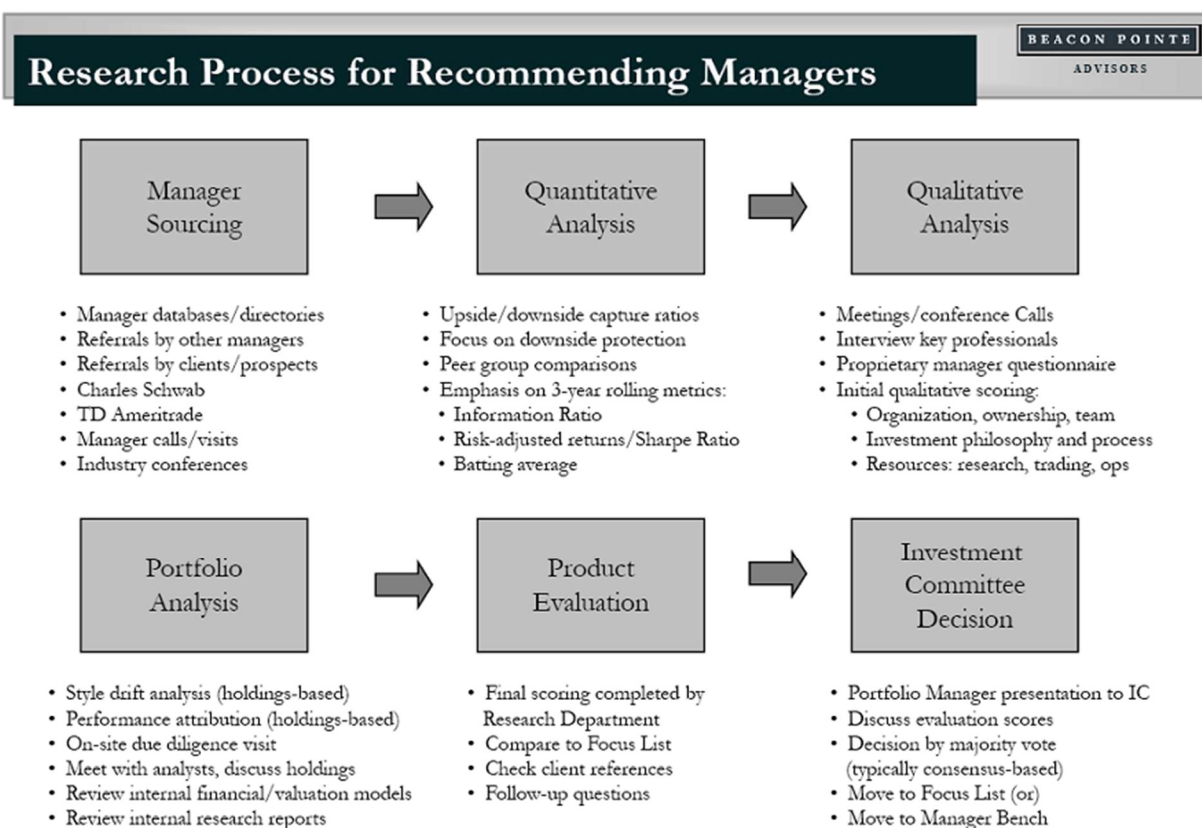 BEACON POINTE
ADVISORS
Research Process for Recommending Managers
Manager
Sourcing
Quantitative
Analysis
Qualitative
Analysis
• Manager databases/directories
• Referrals by other managers
• Referrals by clients/prospects
• Charles Schwab
• TD Ameritrade
• Manager calls/visits
• Industry conferences
• Upside/downside capture ratios
• Focus on downside protection
• Peer group comparisons
• Emphasis on 3-year rolling metrics:
• Information Ratio
• Risk-adjusted returns/Sharpe Ratio
• Batting average
• Meetings/conference Calls
• Interview key professionals
• Proprietary manager questionnaire
• Initial qualitative scoring:
• Organization, ownership, team
• Investment philosophy and process
• Resources: research, trading, ops
Portfolio
Analysis
Product
Evaluation
Investment
Committee
Decision
• Style drift analysis (holdings-based)
• Performance attribution (holdings-based)
• On-site due diligence visit
• Meet with analysts, discuss holdings
• Review internal financial/valuation models
• Review internal research reports
• Final scoring completed by
Research Department
• Compare to Focus List
• Check client references
• Follow-up questions
• Portfolio Manager presentation to IC
• Discuss evaluation scores
• Decision by majority vote
(typically consensus-based)
• Move to Focus List (or)
• Move to Manager Bench